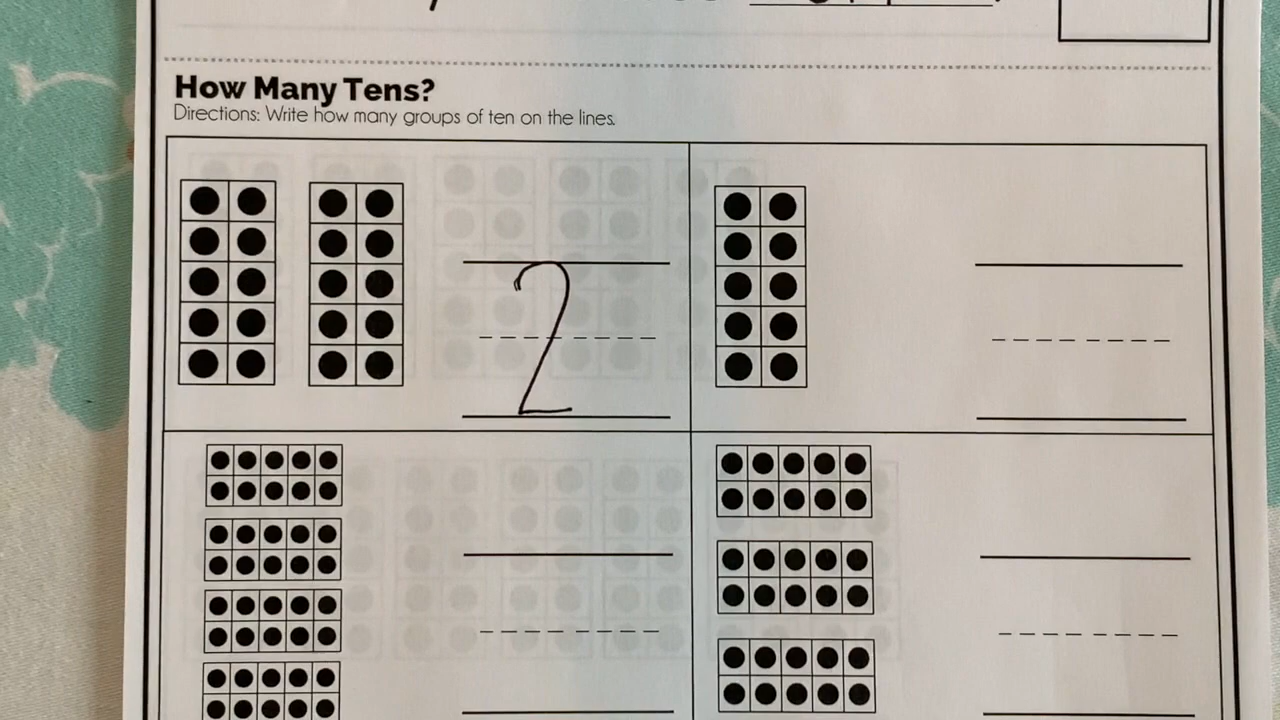 How Many Tens?
Directions: Write how many groups of ten on the lines.
2